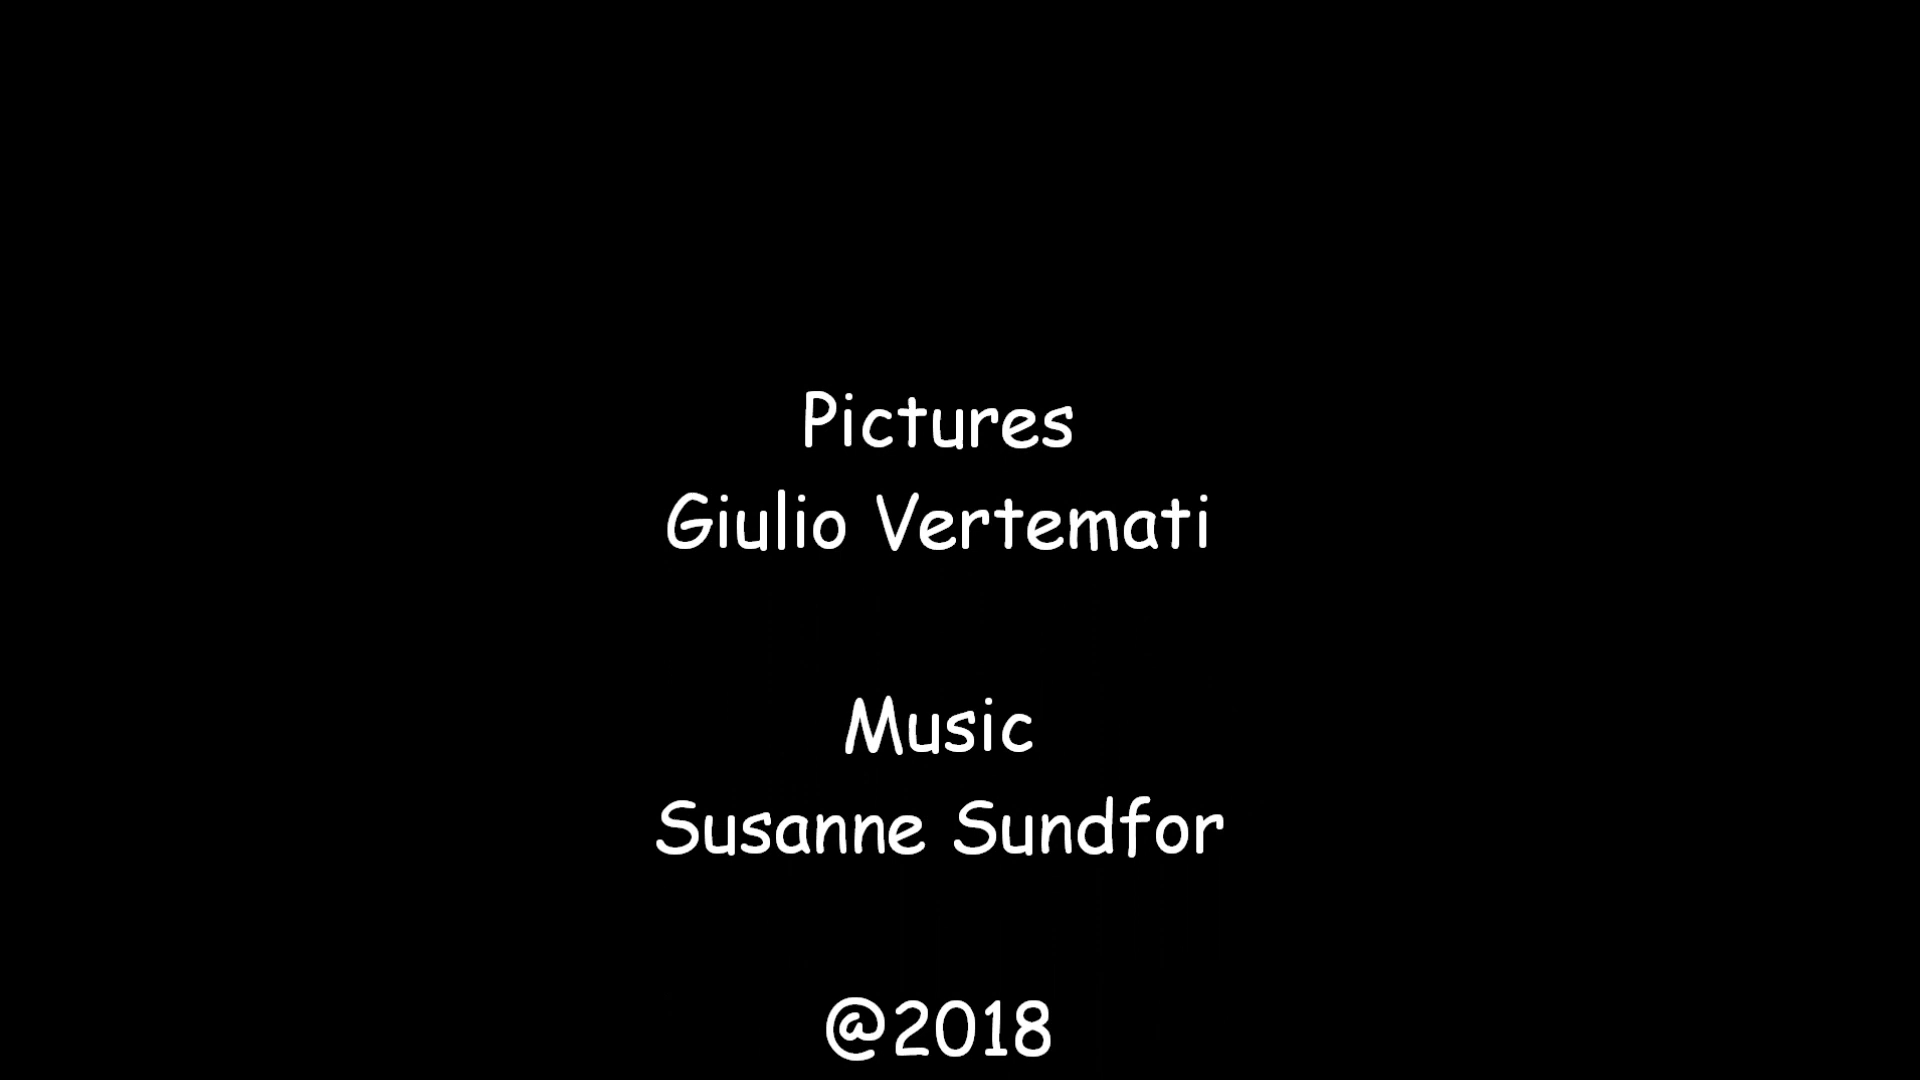 Pictures
Giulio Vertemati
Music
Susanne Sundfor
@2018